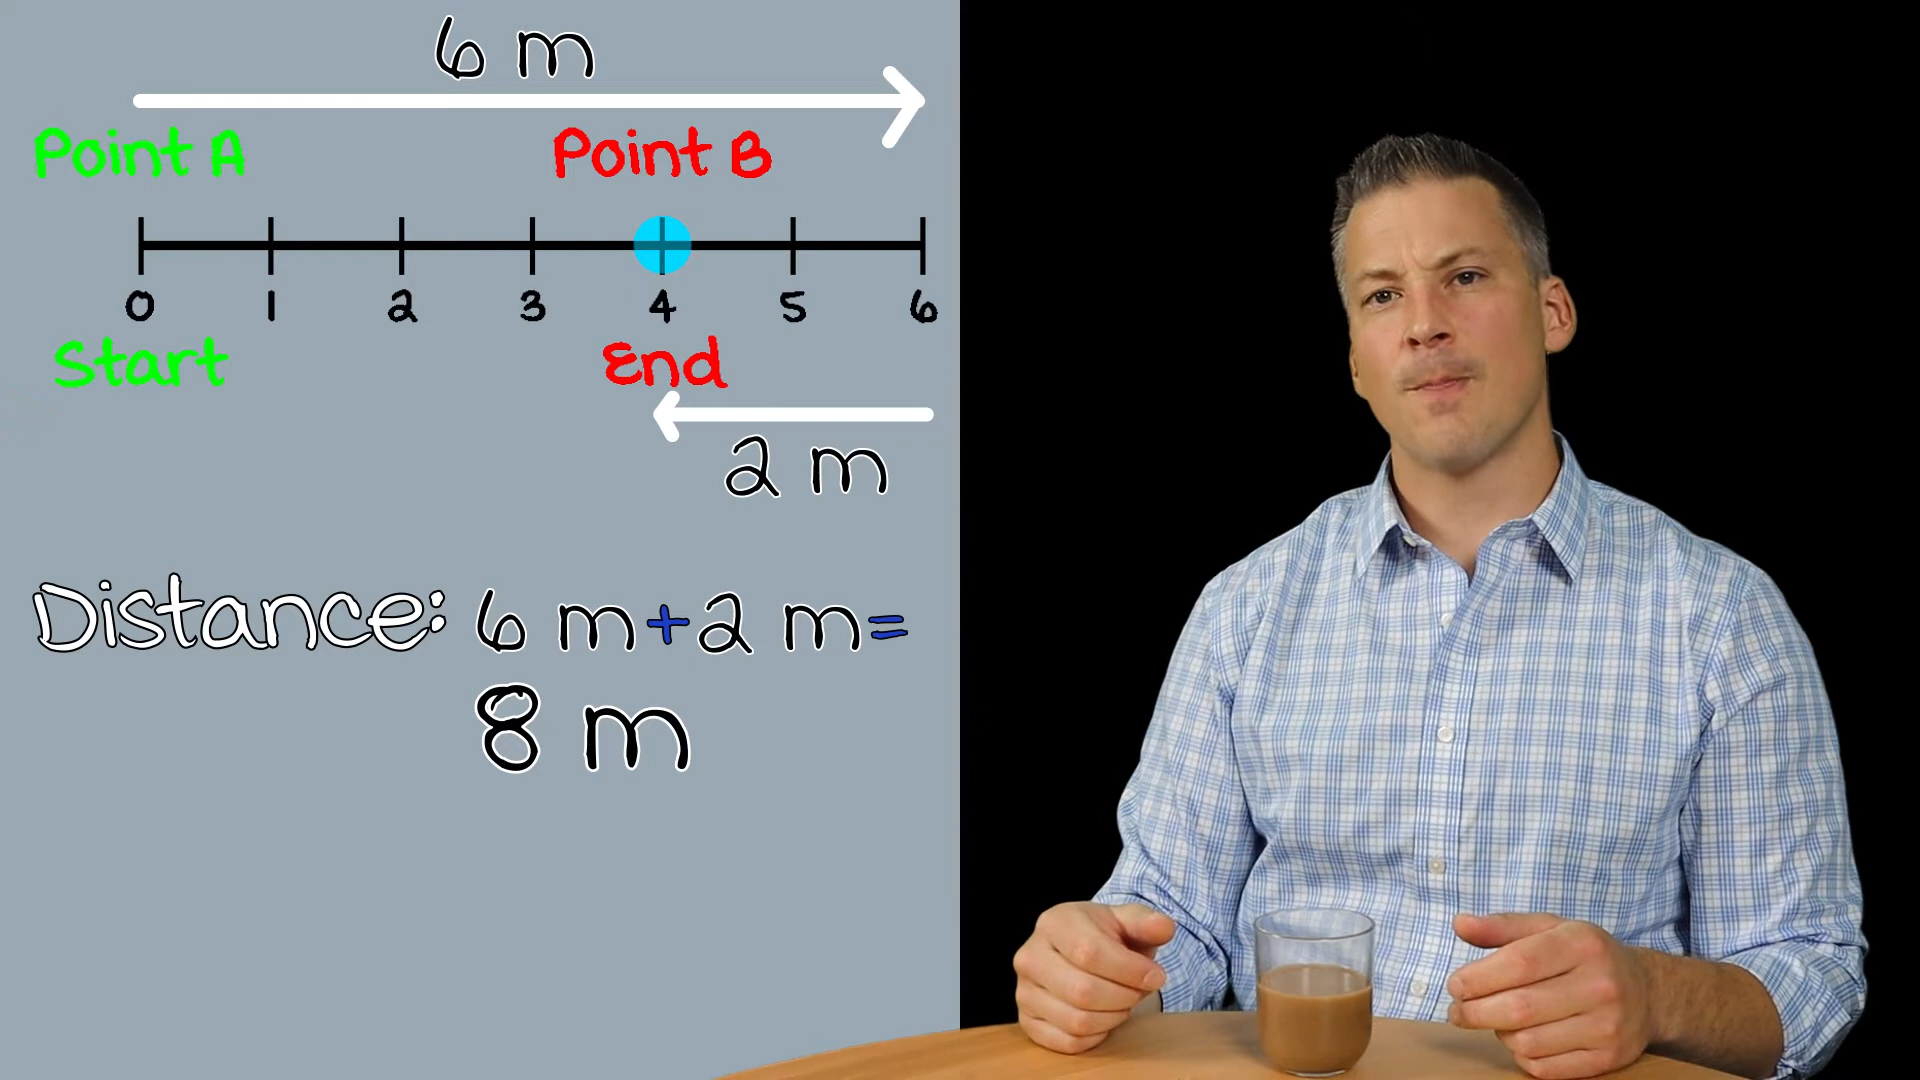 6 m
Point A Point B
0 1 2 3 4 5 6
Start End
2 m
Distance: 6 m+2 m=
8 m